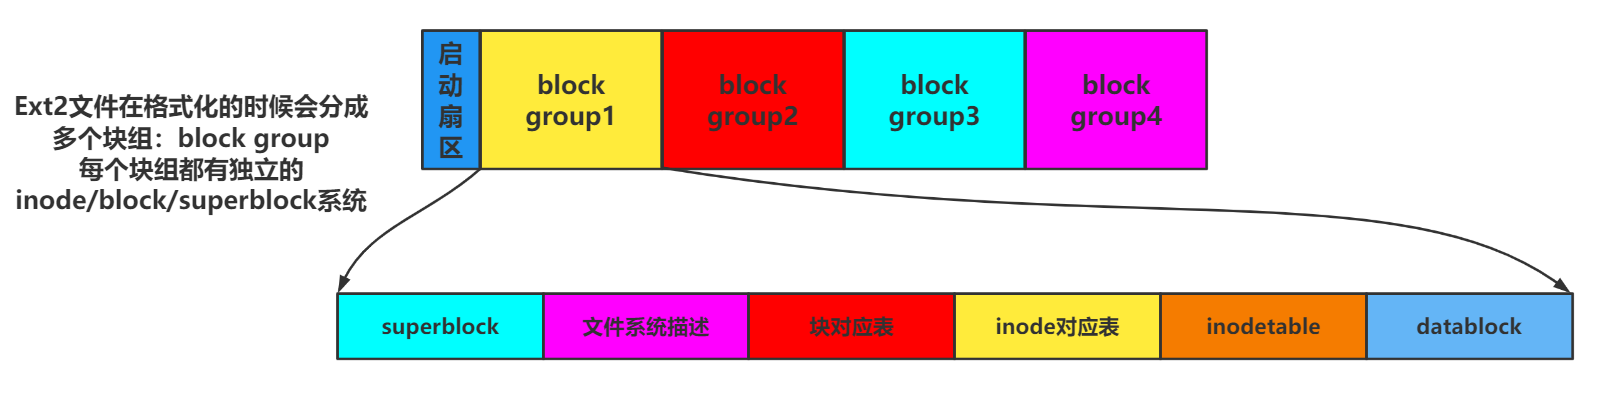 Ext2文件在格式化的时候会分成
多个块组：block group
每个块组都有独立的
inode/block/superblock系统
启
动
扇
区
block
group1
block
group2
block
group3
block
group4
superblock
文件系统描述
块对应表
inode对应表
inodetable
datablock